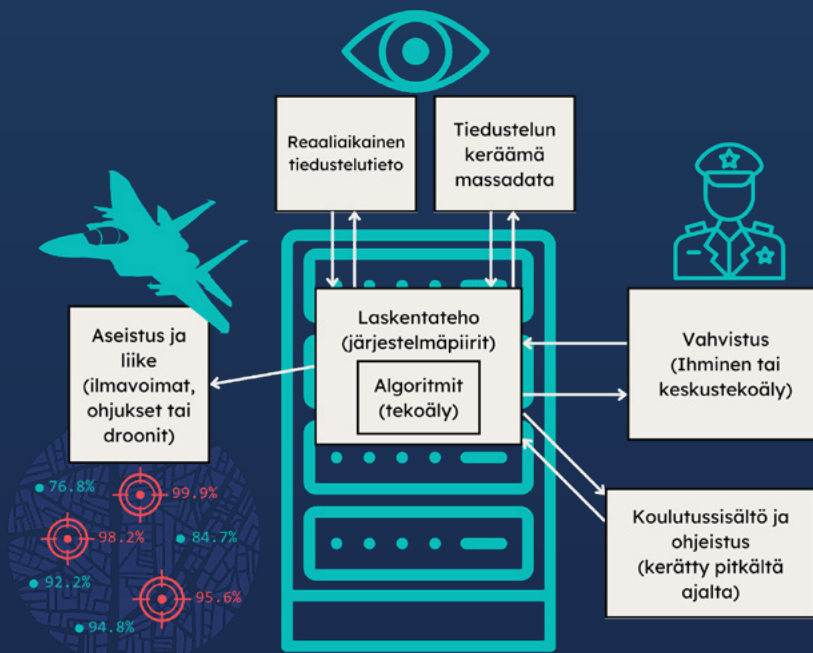 Reaaliaikainen
tiedustelutieto
Tiedustelun
keräämä
massadata
Laskentateho
(järjestelmäpiirit)
Algoritmit
(tekoäly)
Aseistus ja
liike
(ilmavoimat,
ohjukset tai
droonit)
Vahvistus
(Ihminen tai
keskustekoäly)
Koulutussisältö ja
ohjeistus
(kerätty pitkältä
ajalta)
76.8%
99.9%
98.2%
84.7%
92.2%
95.6%
94.8%